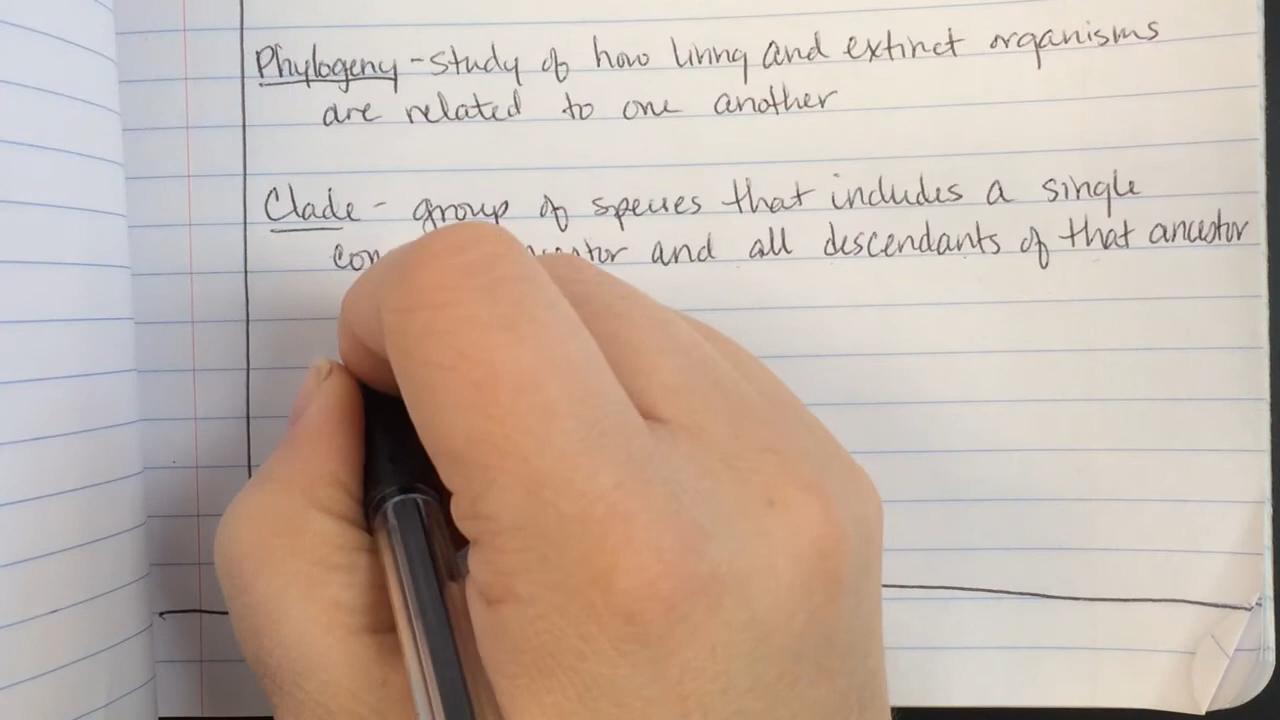 Phylogeny - study of how living and extinct organisms
are related to one another
Clade - group of species that includes a single
and all descendants of that ancestor